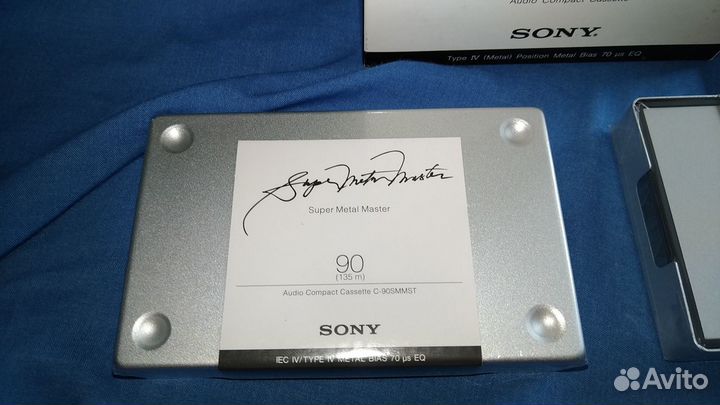 Audio Compact Cassette
SONY.
Type IV (Metal) Position Metal Bias 70 µs EQ
Super Metal Master
Super Metal Master
90
(135 m)
Audio Compact Cassette C-90SMMST
SONY
IEC IV/TYPE IV METAL BIAS 70 µs EQ
Avito